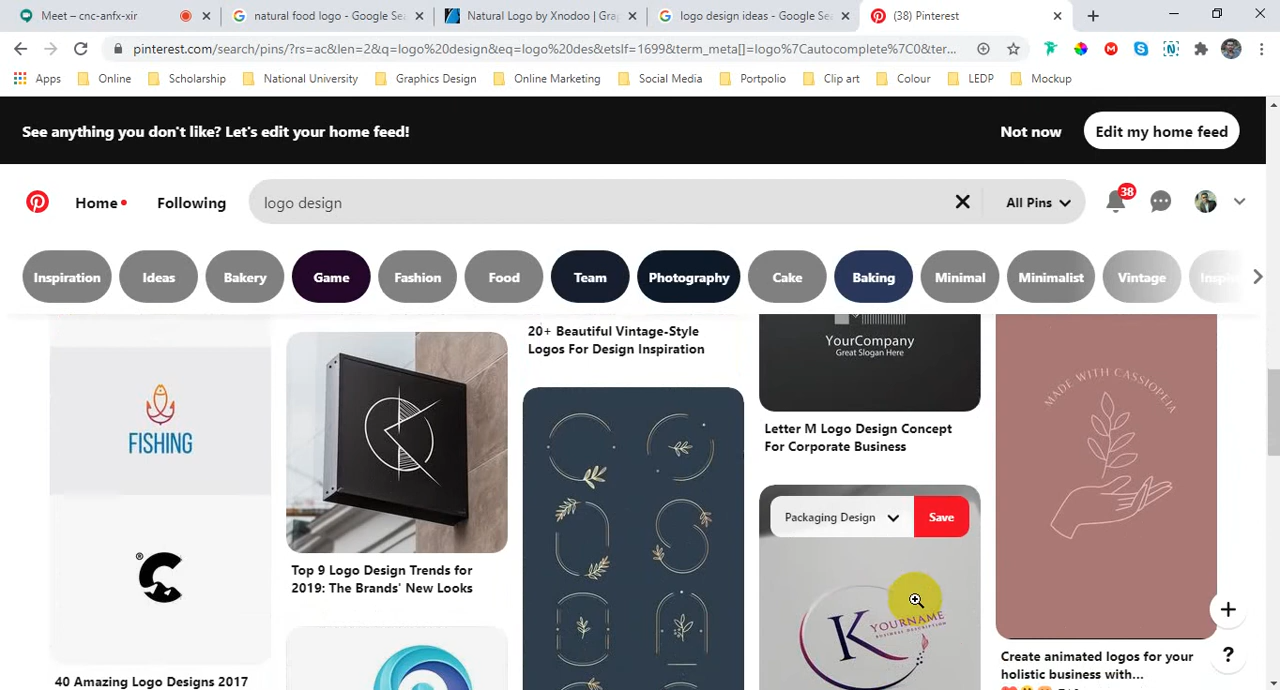 Meet – cnc-anfx-xir
natural food logo - Google Se
Natural Logo by Xnodoo | Gra
logo design ideas - Google Se
(38) Pinterest
pinterest.com/search/pins/?rs=ac&len=2&q=logo%20design&eq=logo%20des&etslf=1699&term_meta[]=logo%7Cautocomplete%7C0&ter...
Apps
Online
Scholarship
National University
Graphics Design
Online Marketing
Social Media
Portpolio
Clip art
Colour
LEDP
Mockup
See anything you don't like? Let's edit your home feed!
Not now
Edit my home feed
Home
Following
logo design
All Pins
38
Inspiration
Ideas
Bakery
Game
Fashion
Food
Team
Photography
Cake
Baking
Minimal
Minimalist
Vintage
FISHING
40 Amazing Logo Designs 2017
Top 9 Logo Design Trends for
2019: The Brands' New Looks
20+ Beautiful Vintage-Style
Logos For Design Inspiration
YourCompany
Great Slogan Here
Letter M Logo Design Concept
For Corporate Business
Packaging Design
Save
K
YOURNAME
BUSINESS DESCRIPTION
MADE WITH CASSIOPEIA
Create animated logos for your
holistic business with...
?